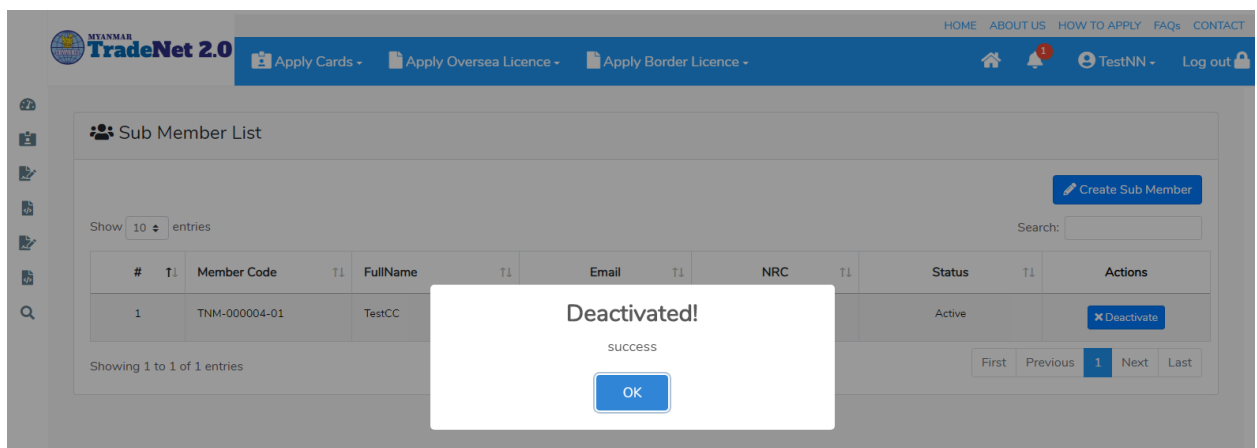 HOME ABOUT US HOW TO APPLY FAQs CONTACT
MYANMAR
TradeNet 2.0
Apply Cards
Apply Oversea Licence
Apply Border Licence
1
TestNN
Log out
Sub Member List
Create Sub Member
Show 10 entries
Search:
# Member Code FullName Email NRC Status Actions
1 TNM-000004-01 TestCC Active Deactivate
Deactivated!
success
OK
Showing 1 to 1 of 1 entries
First Previous 1 Next Last